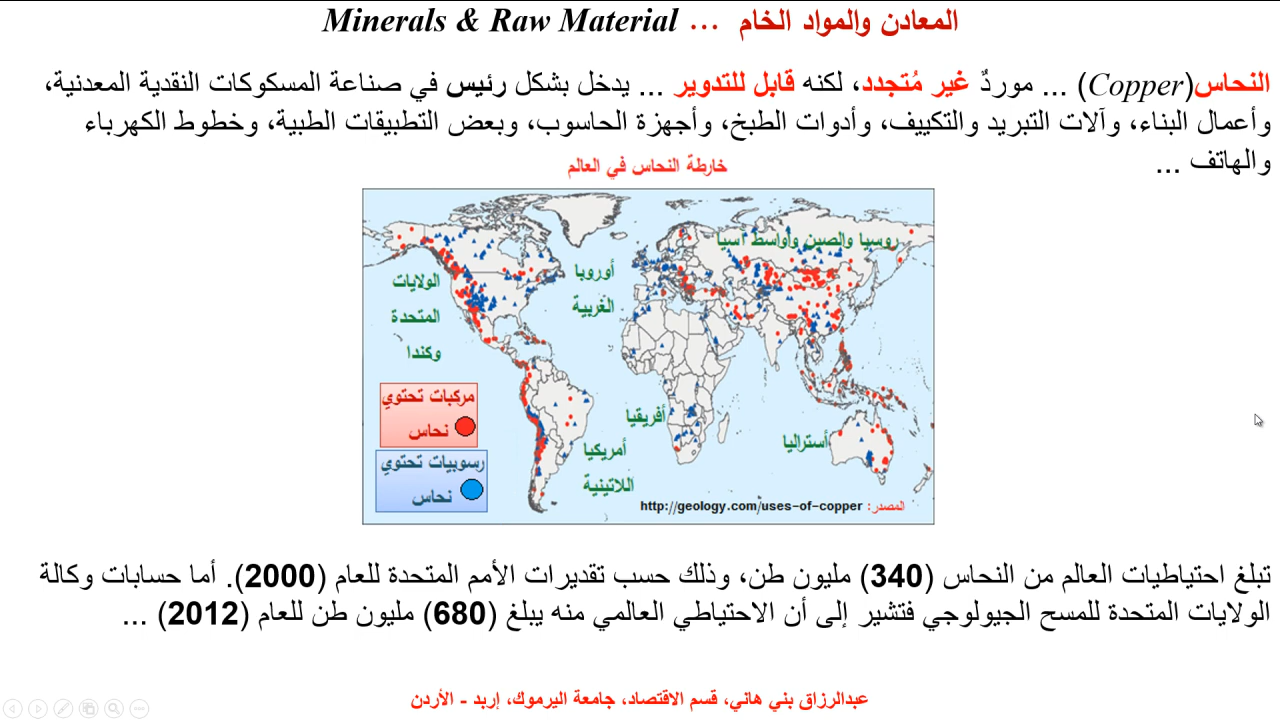 المعادن والمواد الخام ... Minerals & Raw Material
النحاس (Copper) ... موردٌ غير مُتجدد، لكنه قابل للتدوير ... يدخل بشكل رئيس في صناعة المسكوكات النقدية المعدنية،
وأعمال البناء، وآلات التبريد والتكييف، وأدوات الطبخ، وأجهزة الحاسوب، وبعض التطبيقات الطبية، وخطوط الكهرباء
والهاتف ...
خارطة النحاس في العالم
روسيا والصين وأواسط آسيا
أوروبا
الغربية
الولايات
المتحدة
وكندا
مركبات تحتوي
نحاس
رسوبيات تحتوي
نحاس
أفريقيا
أمريكيا
اللاتينية
أستراليا
المصدر: http://geology.com/uses-of-copper
تبلغ احتياطيات العالم من النحاس (340) مليون طن، وذلك حسب تقديرات الأمم المتحدة للعام (2000). أما حسابات وكالة
الولايات المتحدة للمسح الجيولوجي فتشير إلى أن الاحتياطي العالمي منه يبلغ (680) مليون طن للعام (2012) ...
عبدالرزاق بني هاني، قسم الاقتصاد، جامعة اليرموك، إربد - الأردن